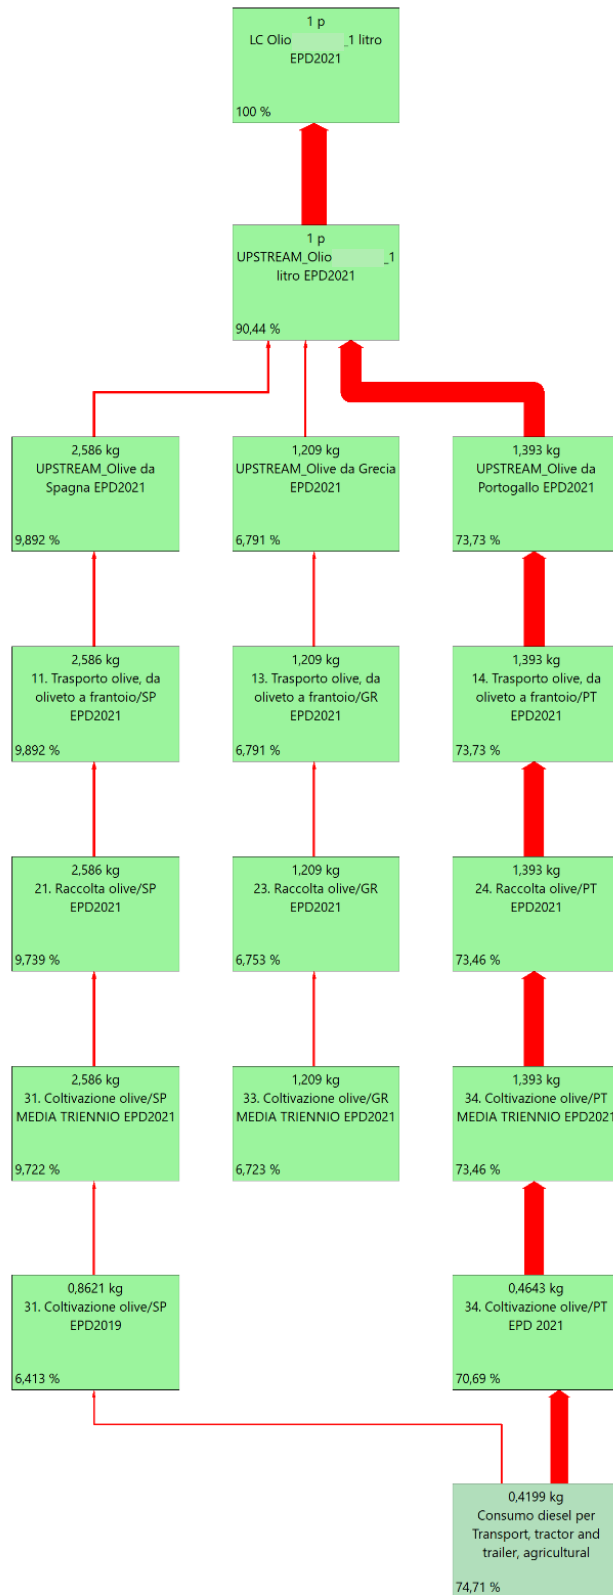 1 p
LC Olio _1 litro
EPD2021
100 %
1 p
UPSTREAM_Olio _1
litro EPD2021
90,44 %
2,586 kg
UPSTREAM_Olive da
Spagna EPD2021
9,892 %
1,209 kg
UPSTREAM_Olive da Grecia
EPD2021
6,791 %
1,393 kg
UPSTREAM_Olive da
Portogallo EPD2021
73,73 %
2,586 kg
11. Trasporto olive, da
oliveto a frantoio/SP
EPD2021
9,892 %
1,209 kg
13. Trasporto olive, da
oliveto a frantoio/GR
EPD2021
6,791 %
1,393 kg
14. Trasporto olive, da
oliveto a frantoio/PT
EPD2021
73,73 %
2,586 kg
21. Raccolta olive/SP
EPD2021
9,739 %
1,209 kg
23. Raccolta olive/GR
EPD2021
6,753 %
1,393 kg
24. Raccolta olive/PT
EPD2021
73,46 %
2,586 kg
31. Coltivazione olive/SP
MEDIA TRIENNIO EPD2021
9,722 %
1,209 kg
33. Coltivazione olive/GR
MEDIA TRIENNIO EPD2021
6,723 %
1,393 kg
34. Coltivazione olive/PT
MEDIA TRIENNIO EPD2021
73,46 %
0,8621 kg
31. Coltivazione olive/SP
EPD2019
6,413 %
0,4643 kg
34. Coltivazione olive/PT
EPD 2021
70,69 %
0,4199 kg
Consumo diesel per
Transport, tractor and
trailer, agricultural
74,71 %